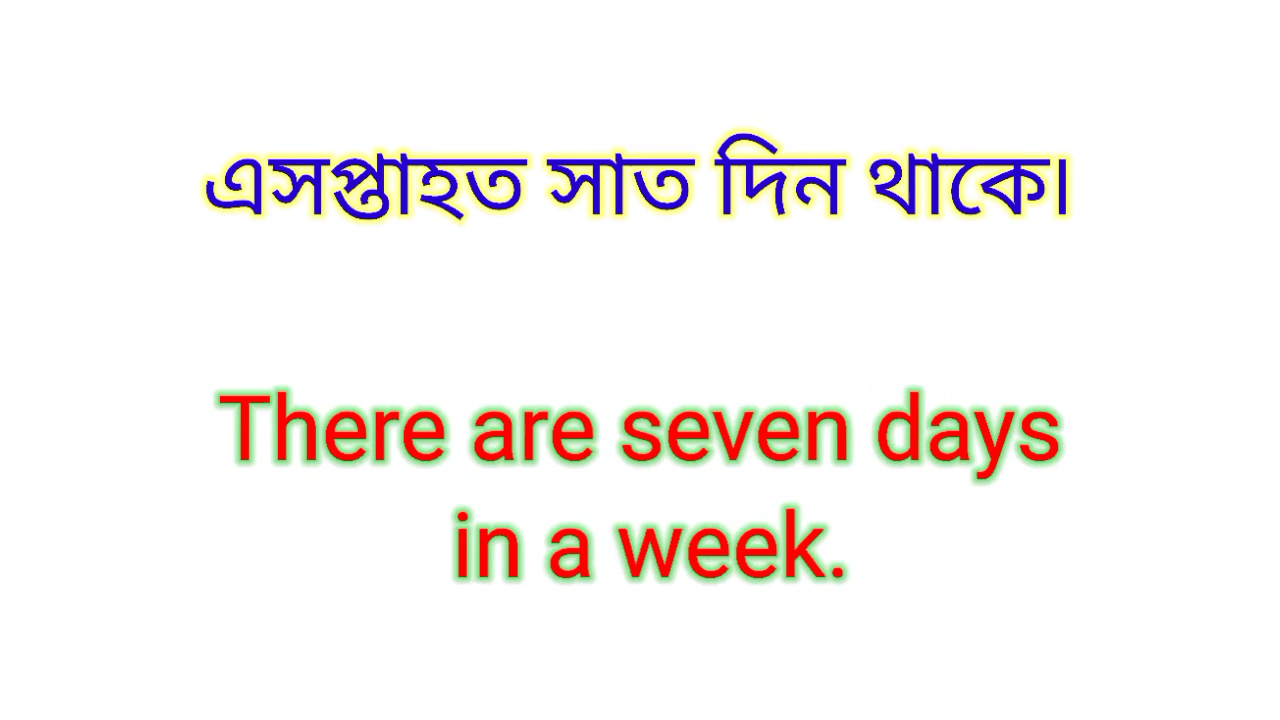 এসপ্তাহত সাত দিন থাকে।
There are seven days
in a week.